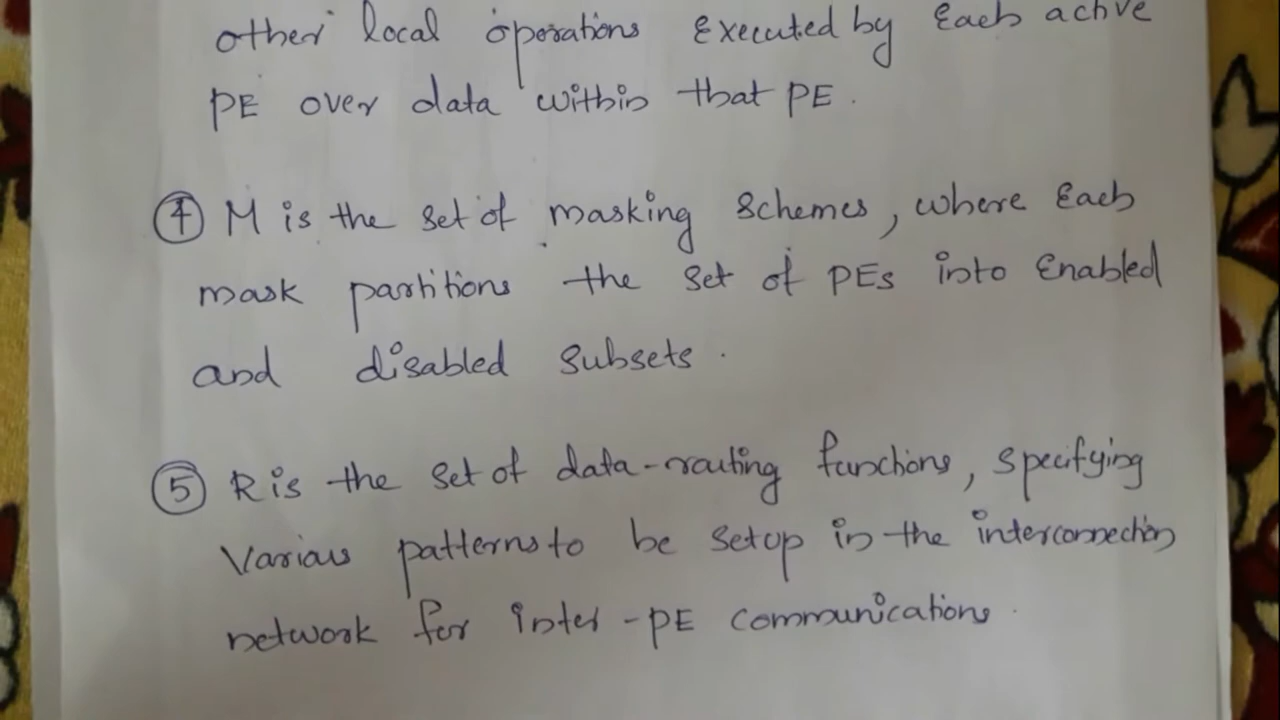 other local operations Executed by Each active
PE over data within that PE.
④ M is the set of masking schemes, where Each
mask partitions the set of PEs into Enabled
and disabled subsets.
⑤ R is the set of data-routing functions, specifying
Various patterns to be setup in the interconnection
network for inter-PE communications.